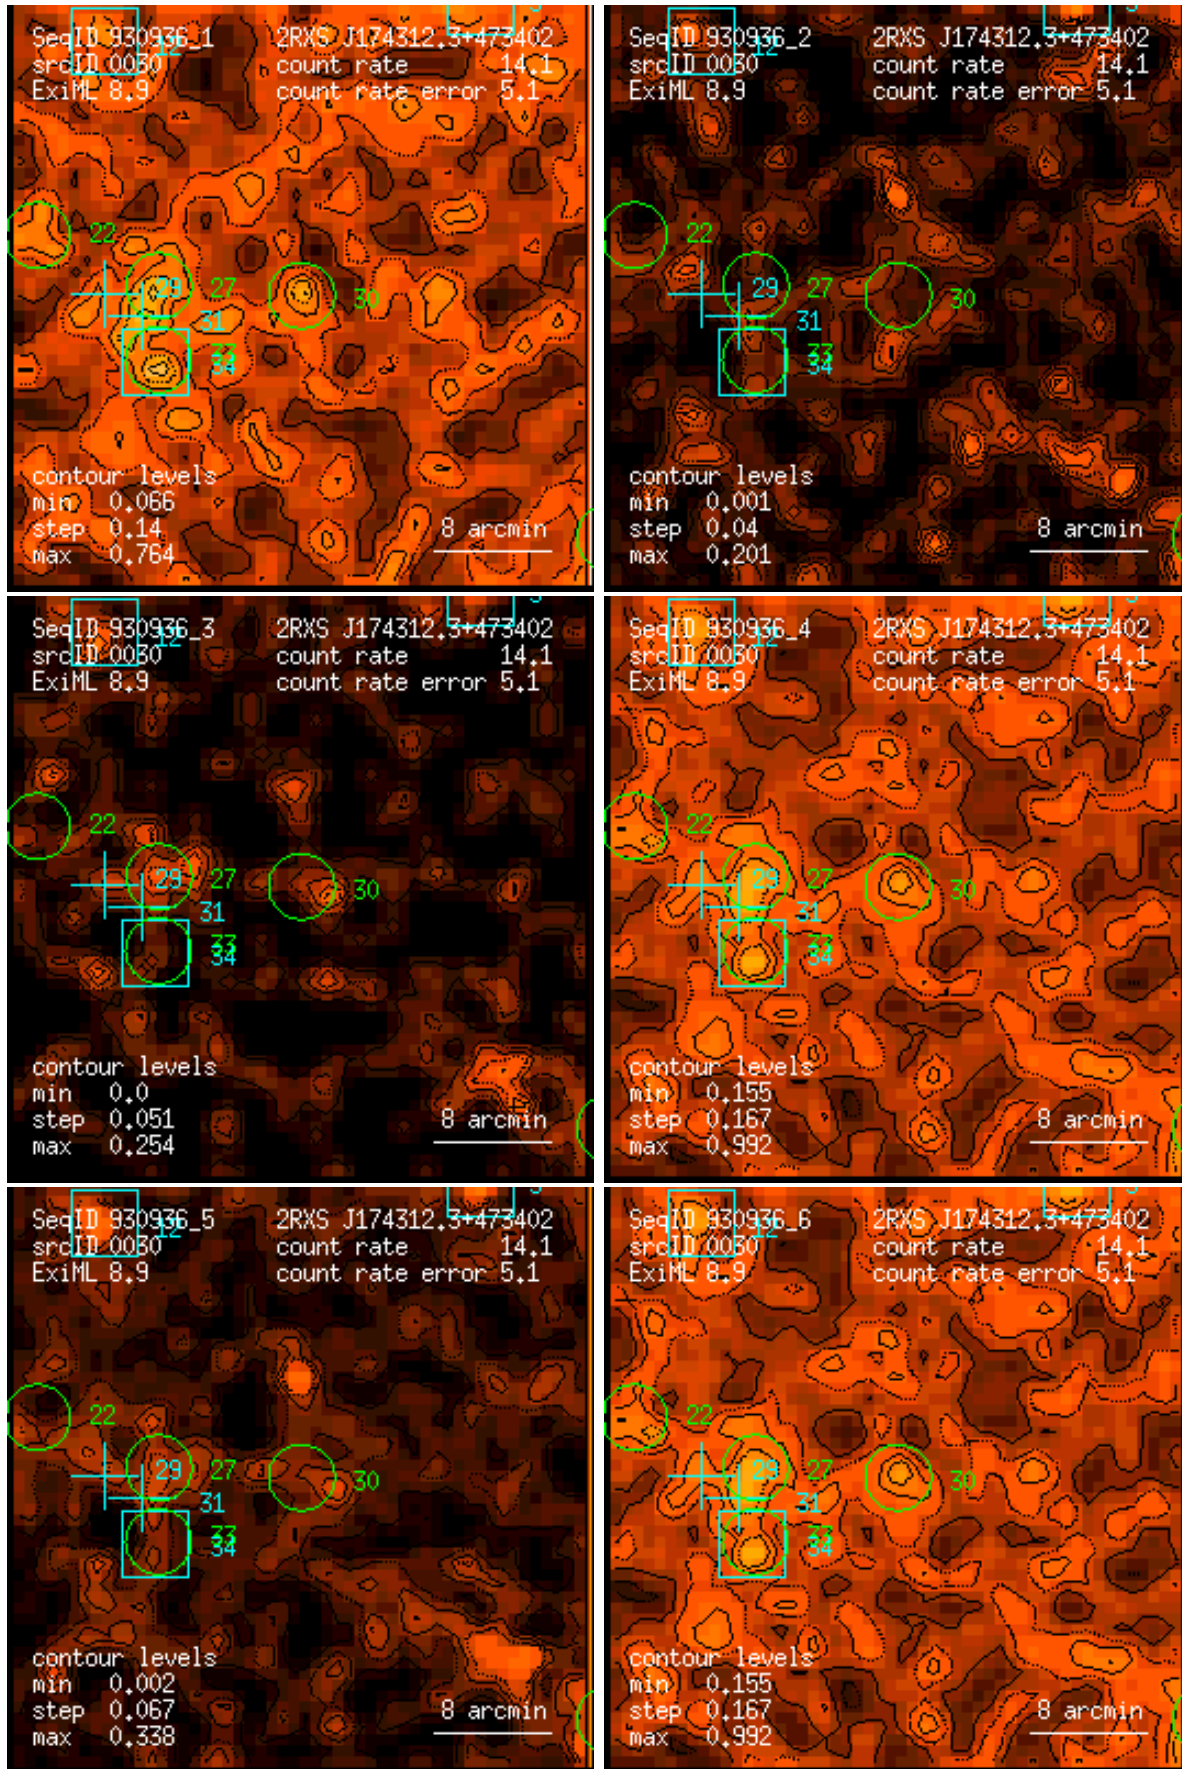 SeqID 930936_1 2RXS J174312.3+473402
12
srcID 0030 count rate 14.1
ExiML 8.9 count rate error 5.1
22
29 27 30
31
33
34
contour levels
min 0.066
step 0.14 8 arcmin
max 0.764
SeqID 930936_2 2RXS J174312.3+473402
12
srcID 0030 count rate 14.1
ExiML 8.9 count rate error 5.1
22
29 27 30
31
33
34
contour levels
min 0.001
step 0.04 8 arcmin
max 0.201
SeqID 930936_3 2RXS J174312.3+473402
12
srcID 0030 count rate 14.1
ExiML 8.9 count rate error 5.1
22
29 27 30
31
33
34
contour levels
min 0.0
step 0.051 8 arcmin
max 0.254
SeqID 930936_4 2RXS J174312.3+473402
12
srcID 0030 count rate 14.1
ExiML 8.9 count rate error 5.1
22
29 27 30
31
33
34
contour levels
min 0.155
step 0.167 8 arcmin
max 0.992
SeqID 930936_5 2RXS J174312.3+473402
12
srcID 0030 count rate 14.1
ExiML 8.9 count rate error 5.1
22
29 27 30
31
33
34
contour levels
min 0.002
step 0.067 8 arcmin
max 0.338
SeqID 930936_6 2RXS J174312.3+473402
12
srcID 0030 count rate 14.1
ExiML 8.9 count rate error 5.1
22
29 27 30
31
33
34
contour levels
min 0.155
step 0.167 8 arcmin
max 0.992